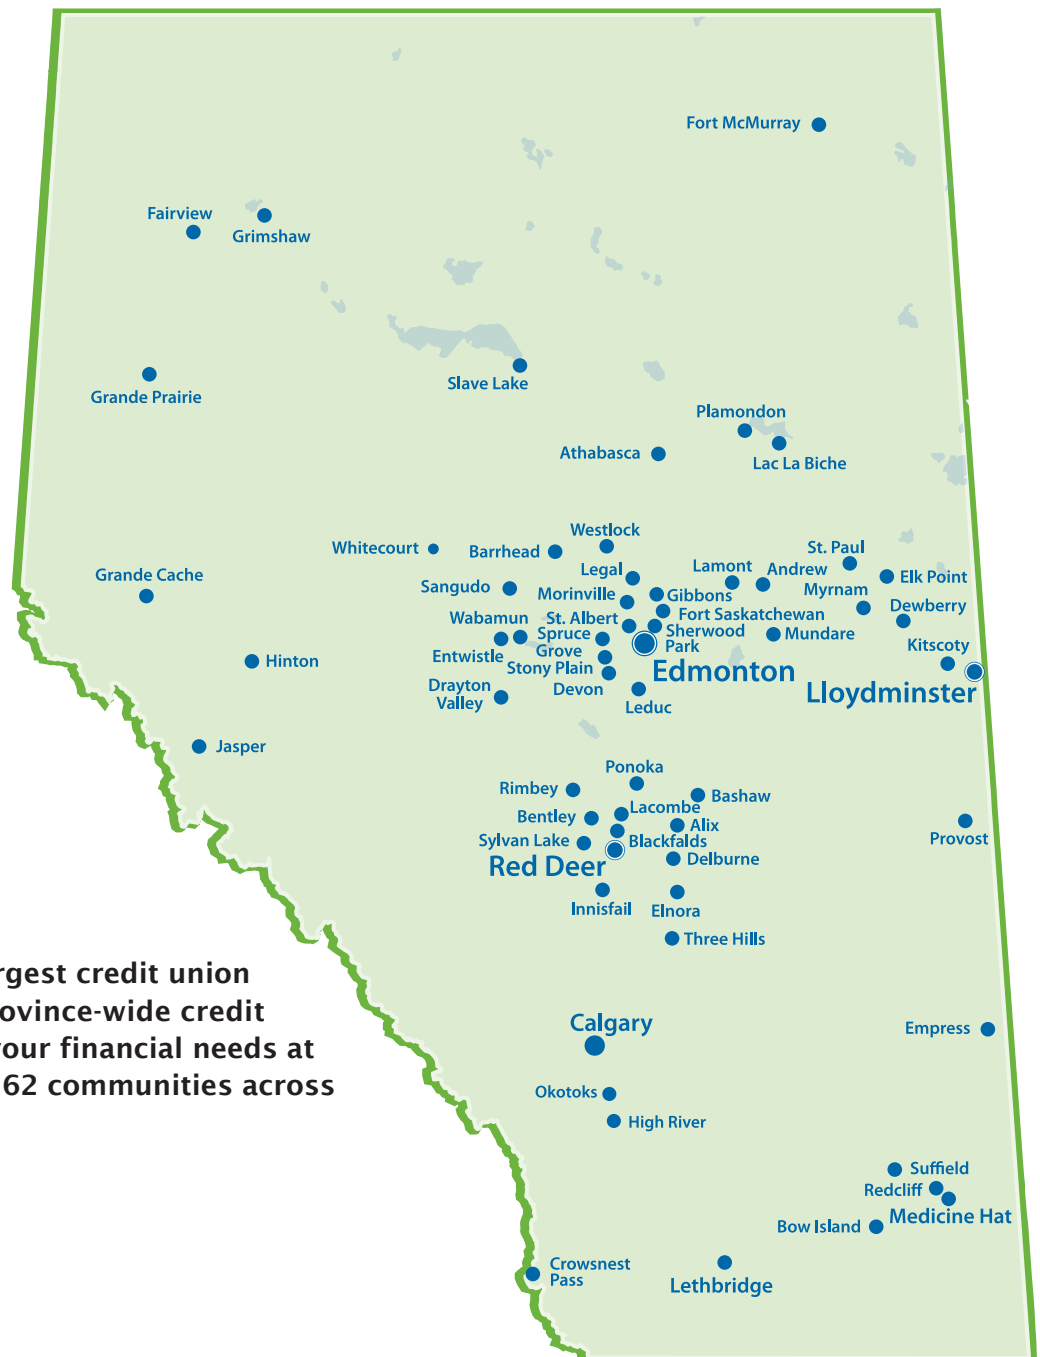 Fort McMurray
Fairview
Grimshaw
Slave Lake
Grande Prairie
Plamondon
Athabasca
Lac La Biche
Westlock
Whitecourt
Barrhead
St. Paul
Legal
Lamont
Andrew
Elk Point
Grande Cache
Sangudo
Morinville
Gibbons
Myrnam
Dewberry
Wabamun
St. Albert
Fort Saskatchewan
Spruce
Grove
Sherwood
Park
Mundare
Kitscoty
Entwistle
Hinton
Stony Plain
Edmonton
Devon
Drayton
Valley
Lloydminster
Leduc
Jasper
Ponoka
Rimbey
Bashaw
Lacombe
Bentley
Alix
Provost
Sylvan Lake
Blackfalds
Red Deer
Delburne
Innisfail
Elnora
Three Hills
rgest credit union
rovince-wide credit
your financial needs at
62 communities across
Calgary
Empress
Okotoks
High River
Suffield
Redcliff
Medicine Hat
Bow Island
Crowsnest
Pass
Lethbridge